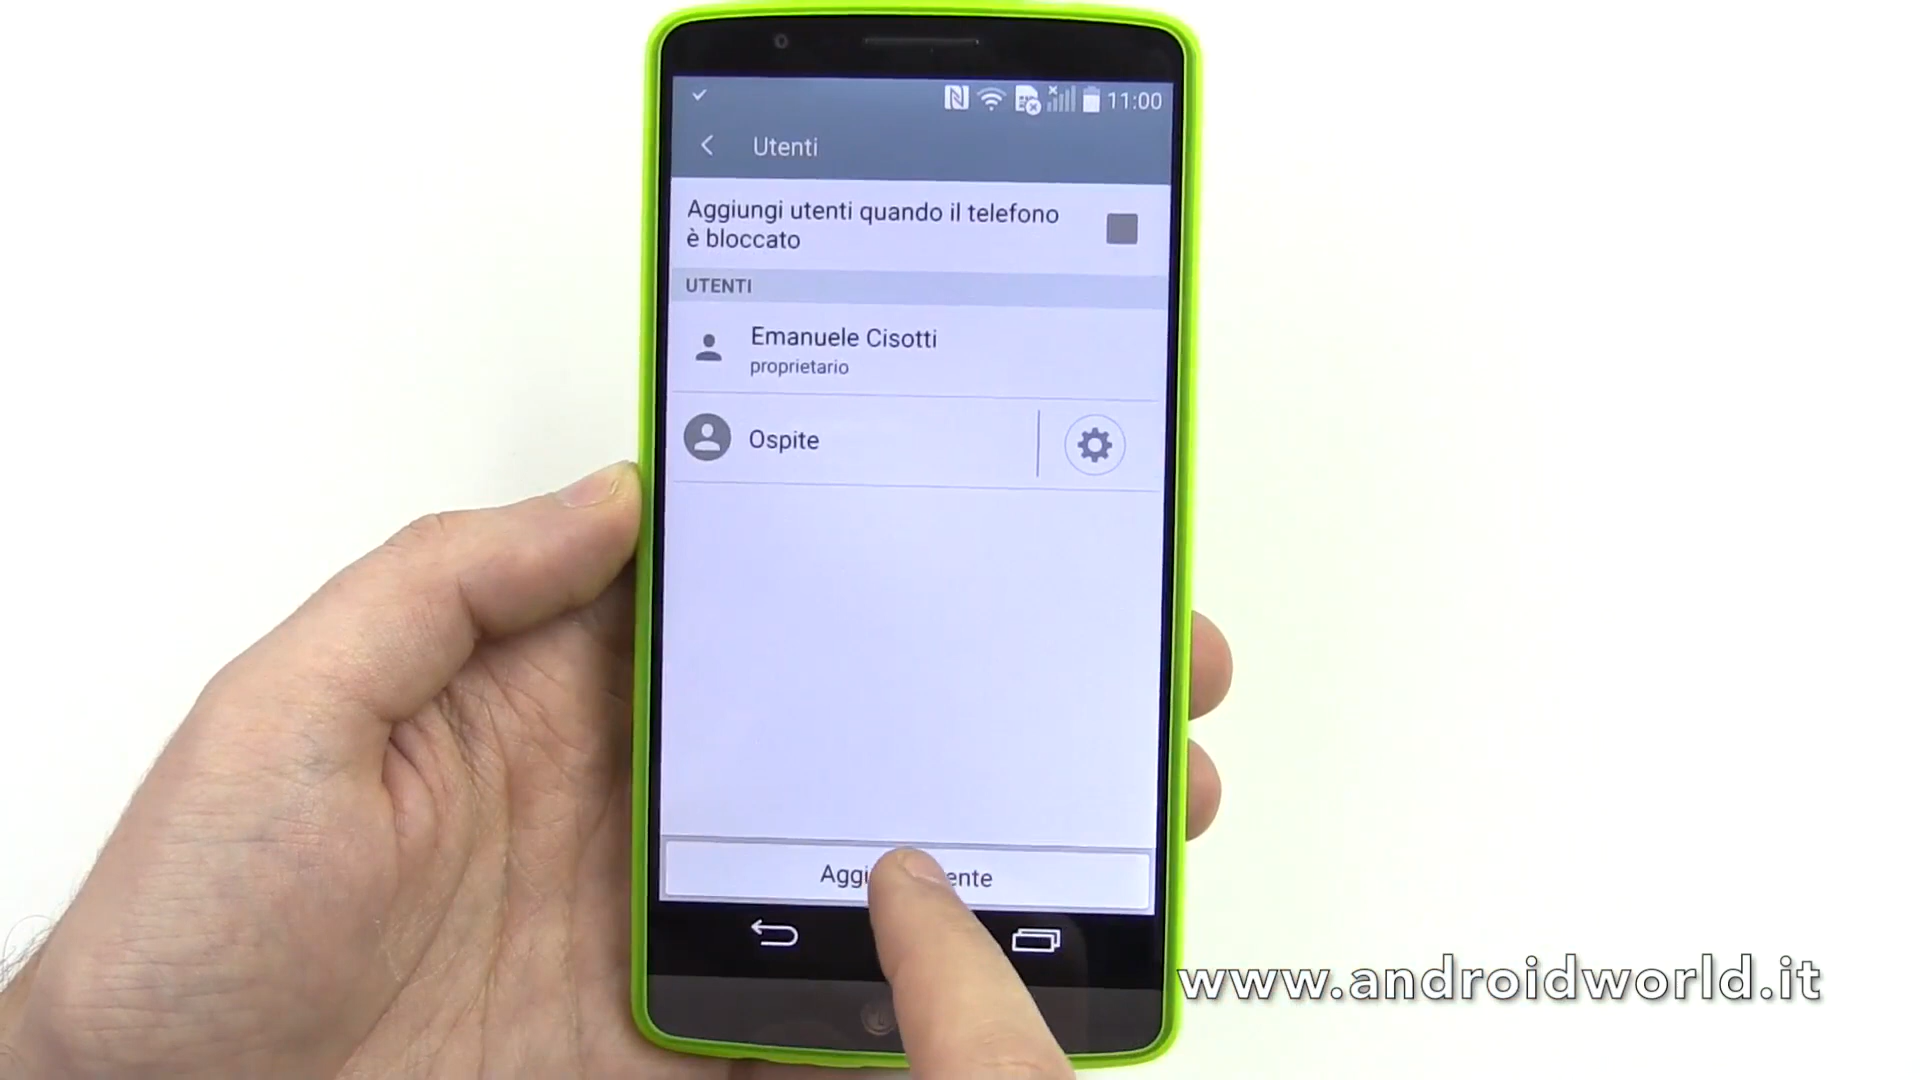 11:00
Utenti
Aggiungi utenti quando il telefono
è bloccato
UTENTI
Emanuele Cisotti
proprietario
Ospite
www.androidworld.it